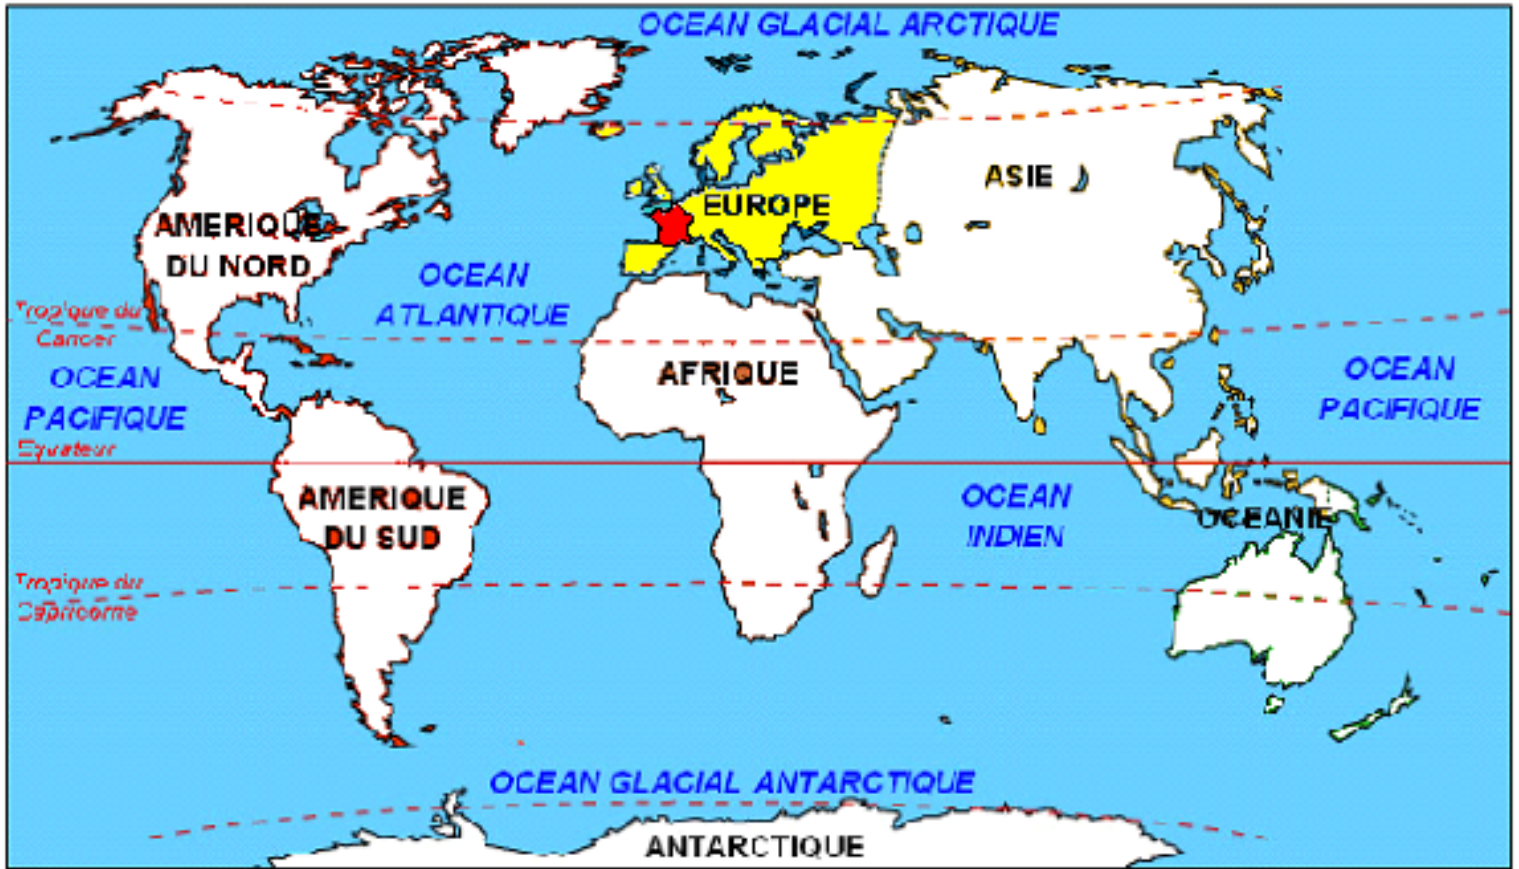 OCEAN GLACIAL ARCTIQUE
ASIE
EUROPE
AMERIQUE
DU NORD
OCEAN
ATLANTIQUE
Tropique du
Cancer
AFRIQUE
OCEAN
PACIFIQUE
OCEAN
PACIFIQUE
Equateur
AMERIQUE
DU SUD
OCEAN
INDIEN
OCEANIE
Tropique du
Capricorne
OCEAN GLACIAL ANTARCTIQUE
ANTARCTIQUE